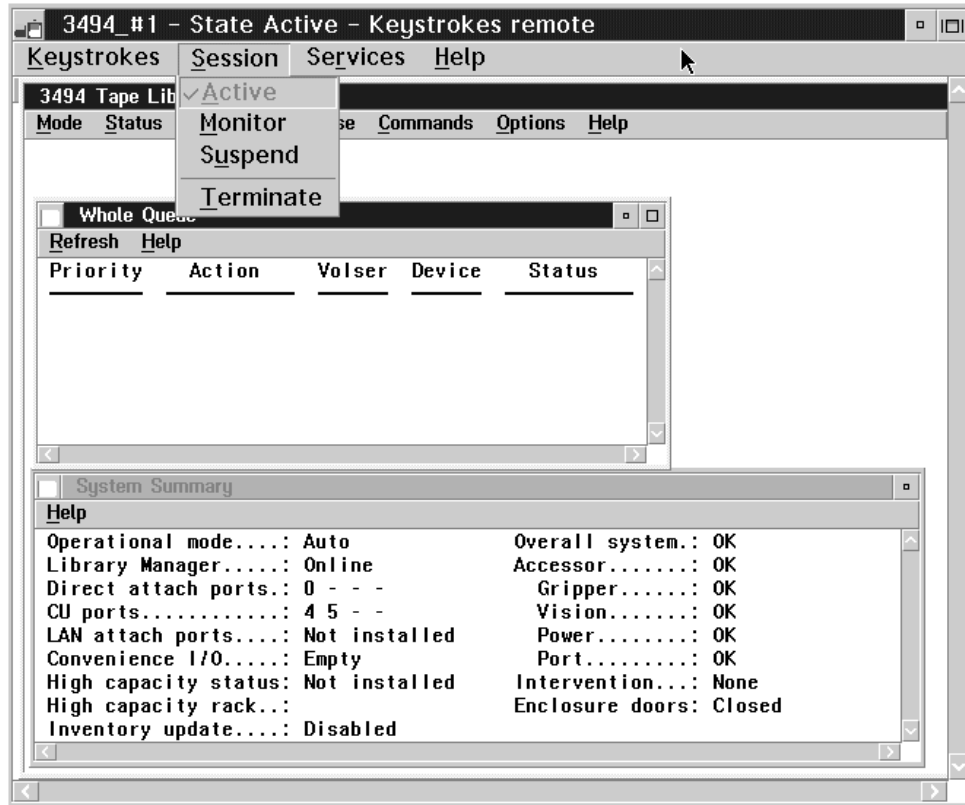 3494_#1 – State Active – Keystrokes remote
Keystrokes Session Services Help
✓Active
Monitor
Suspend
Terminate
3494 Tape Lib
Mode Status se Commands Options Help
Whole Queue
Refresh Help
Priority Action Volser Device Status
System Summary
Help
Operational mode....: Auto Overall system.: OK
Library Manager.....: Online Accessor.......: OK
Direct attach ports.: 0 - - - Gripper......: OK
CU ports............: 4 5 - - Vision.......: OK
LAN attach ports....: Not installed Power........: OK
Convenience I/O.....: Empty Port.........: OK
High capacity status: Not installed Intervention...: None
High capacity rack..: Enclosure doors: Closed
Inventory update....: Disabled